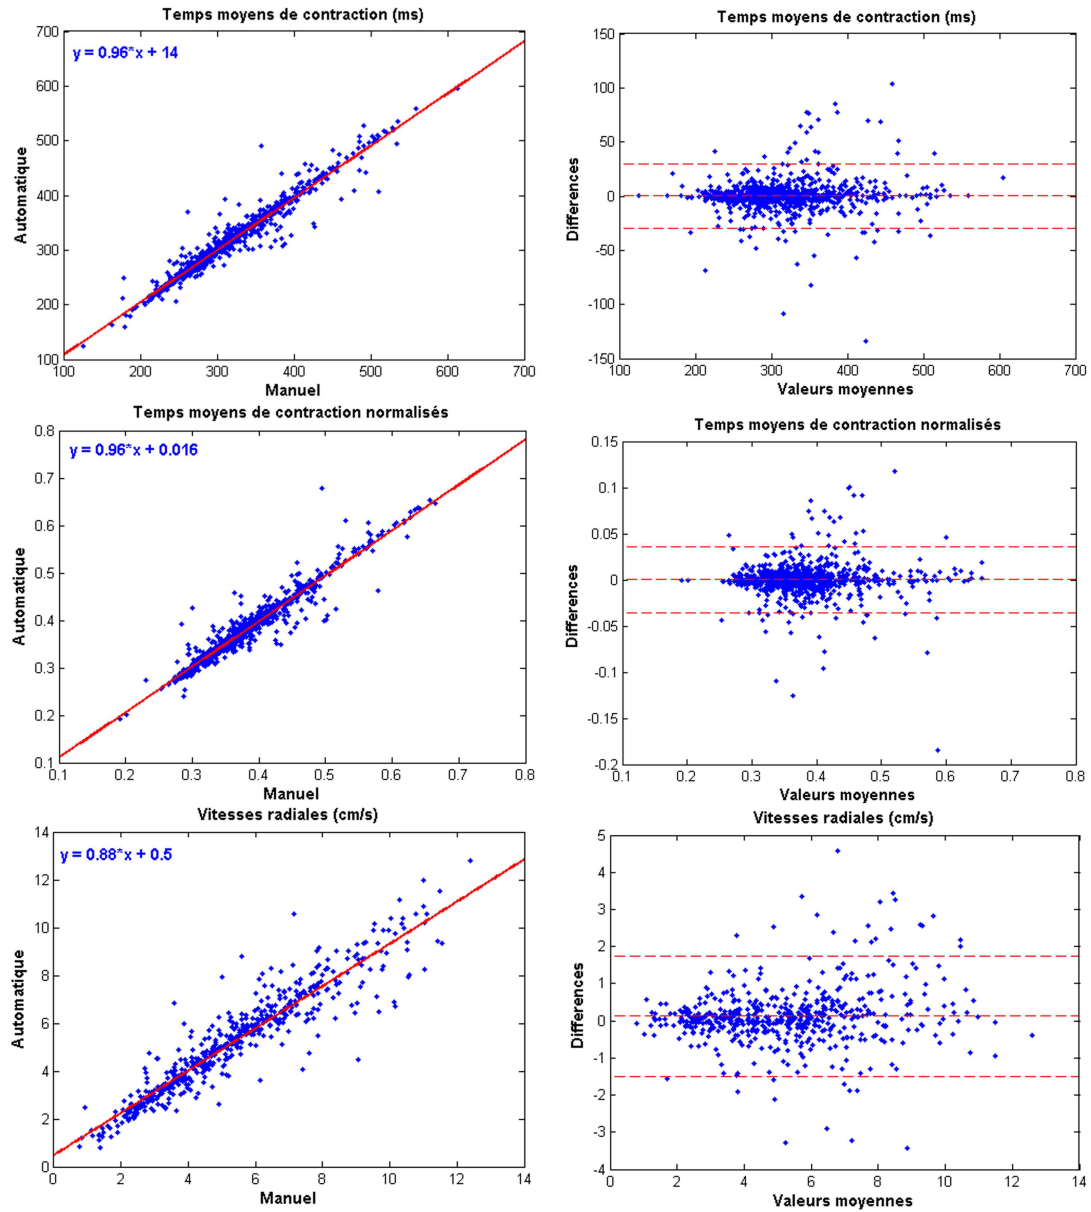 Temps moyens de contraction (ms)
y = 0.96*x + 14
700
600
500
400
300
200
100
Automatique
100 200 300 400 500 600 700
Manuel
Temps moyens de contraction (ms)
150
100
50
0
-50
-100
-150
Differences
100 200 300 400 500 600 700
Valeurs moyennes
Temps moyens de contraction normalisés
y = 0.96*x + 0.016
0.8
0.7
0.6
0.5
0.4
0.3
0.2
0.1
Automatique
0.1 0.2 0.3 0.4 0.5 0.6 0.7 0.8
Manuel
Temps moyens de contraction normalisés
0.15
0.1
0.05
0
-0.05
-0.1
-0.15
-0.2
Differences
0.1 0.2 0.3 0.4 0.5 0.6 0.7 0.8
Valeurs moyennes
Vitesses radiales (cm/s)
y = 0.88*x + 0.5
14
12
10
8
6
4
2
0
Automatique
0 2 4 6 8 10 12 14
Manuel
Vitesses radiales (cm/s)
5
4
3
2
1
0
-1
-2
-3
-4
Differences
0 2 4 6 8 10 12 14
Valeurs moyennes